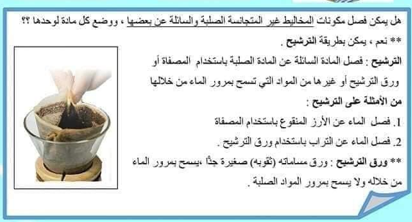 هل يمكن فصل مكونات المخاليط غير المتجانسة الصلبة والسائلة عن بعضها ، ووضع كل مادة لوحدها ؟؟
** نعم ، يمكن بطريقة الترشيح .
الترشيح : فصل المادة السائلة عن المادة الصلبة باستخدام المصفاة أو
ورق الترشيح أو غيرها من المواد التي تسمح بمرور الماء من خلالها
من الأمثلة على الترشيح :
1. فصل الماء عن الأرز المنقوع باستخدام المصفاة
2. فصل الماء عن التراب باستخدام ورق الترشيح .
** ورق الترشيح : ورق مساماته (ثقوبه) صغيرة جدًا ،يسمح بمرور الماء
من خلاله ولا يسمح بمرور المواد الصلبة .